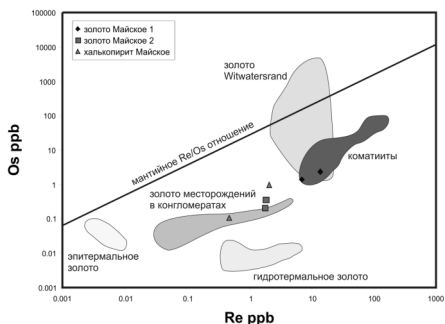 золото Майское 1
золото Майское 2
халькопирит Майское
золото
Witwatersrand
мантийное Re/Os отношение
коматииты
золото месторождений
в конгломератах
эпитермальное
золото
гидротермальное золото
Os ppb
100000
10000
1000
100
10
1
0.1
0.01
0.001
0.001
0.01
0.1
1
10
100
1000
Re ppb